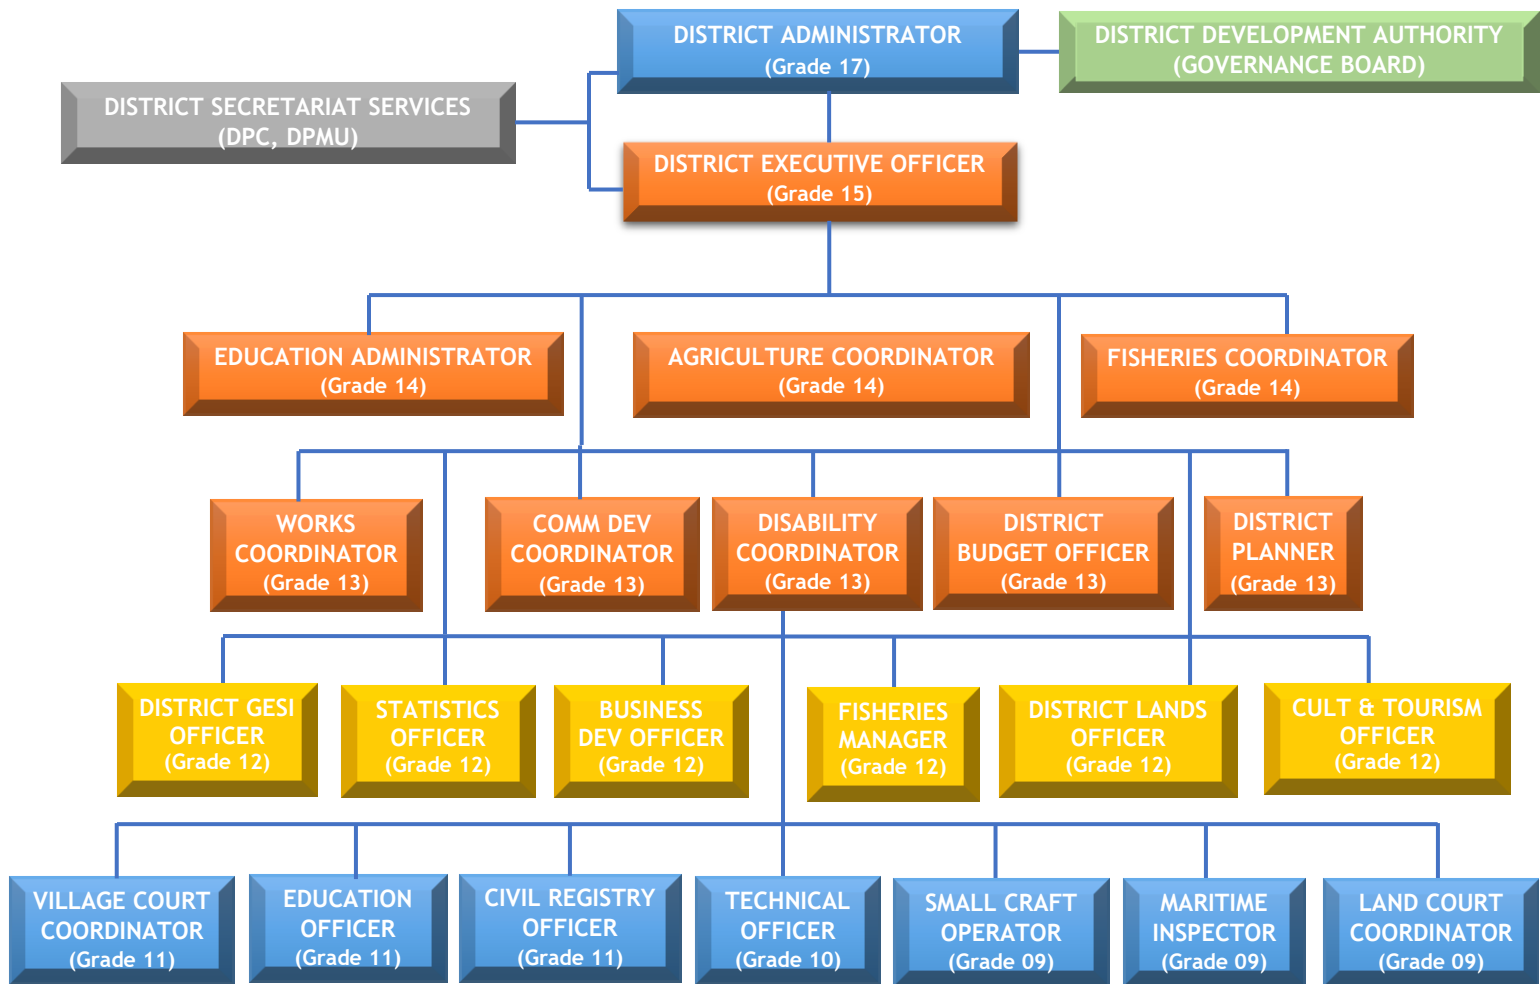 DISTRICT ADMINISTRATOR
(Grade 17)
DISTRICT DEVELOPMENT AUTHORITY
(GOVERNANCE BOARD)
DISTRICT SECRETARIAT SERVICES
(DPC, DPMU)
DISTRICT EXECUTIVE OFFICER
(Grade 15)
EDUCATION ADMINISTRATOR
(Grade 14)
AGRICULTURE COORDINATOR
(Grade 14)
FISHERIES COORDINATOR
(Grade 14)
WORKS
COORDINATOR
(Grade 13)
COMM DEV
COORDINATOR
(Grade 13)
DISABILITY
COORDINATOR
(Grade 13)
DISTRICT
BUDGET OFFICER
(Grade 13)
DISTRICT
PLANNER
(Grade 13)
DISTRICT GESI
OFFICER
(Grade 12)
STATISTICS
OFFICER
(Grade 12)
BUSINESS
DEV OFFICER
(Grade 12)
FISHERIES
MANAGER
(Grade 12)
DISTRICT LANDS
OFFICER
(Grade 12)
CULT & TOURISM
OFFICER
(Grade 12)
VILLAGE COURT
COORDINATOR
(Grade 11)
EDUCATION
OFFICER
(Grade 11)
CIVIL REGISTRY
OFFICER
(Grade 11)
TECHNICAL
OFFICER
(Grade 10)
SMALL CRAFT
OPERATOR
(Grade 09)
MARITIME
INSPECTOR
(Grade 09)
LAND COURT
COORDINATOR
(Grade 09)